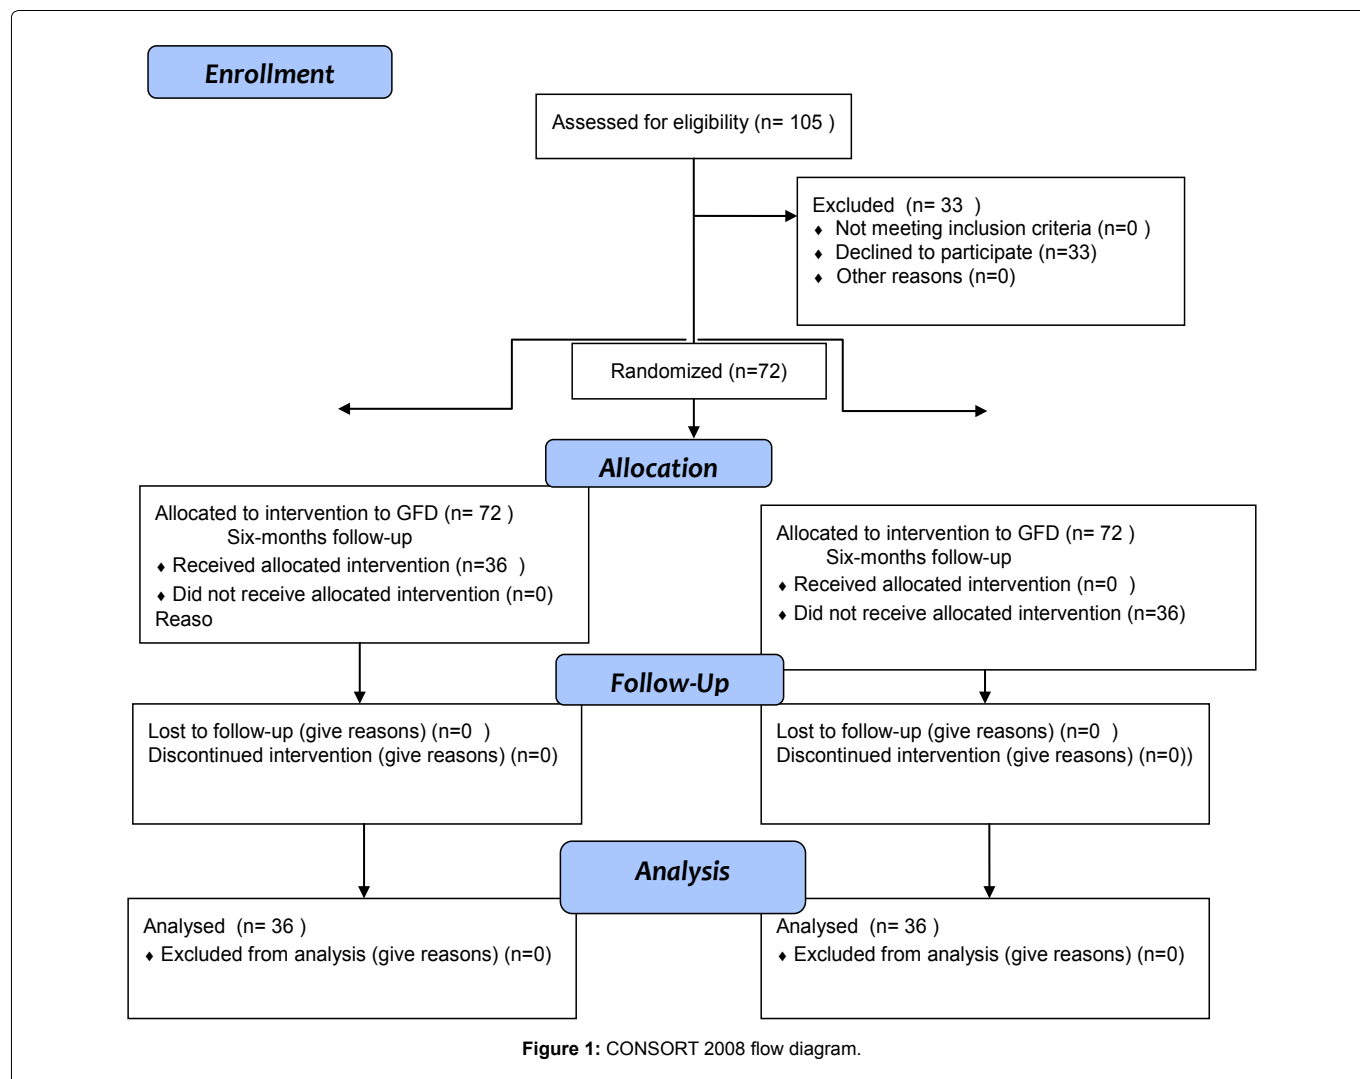 Enrollment
Assessed for eligibility (n= 105 )
Excluded (n= 33 )
♦ Not meeting inclusion criteria (n=0 )
♦ Declined to participate (n=33)
♦ Other reasons (n=0)
Randomized (n=72)
Allocation
Allocated to intervention to GFD (n= 72 )
Six-months follow-up
♦ Received allocated intervention (n=36 )
♦ Did not receive allocated intervention (n=0)
Reaso
Allocated to intervention to GFD (n= 72 )
Six-months follow-up
♦ Received allocated intervention (n=0 )
♦ Did not receive allocated intervention (n=36)
Follow-Up
Lost to follow-up (give reasons) (n=0 )
Discontinued intervention (give reasons) (n=0)
Lost to follow-up (give reasons) (n=0 )
Discontinued intervention (give reasons) (n=0))
Analysis
Analysed (n= 36 )
♦ Excluded from analysis (give reasons) (n=0)
Analysed (n= 36 )
♦ Excluded from analysis (give reasons) (n=0)
Figure 1: CONSORT 2008 flow diagram.